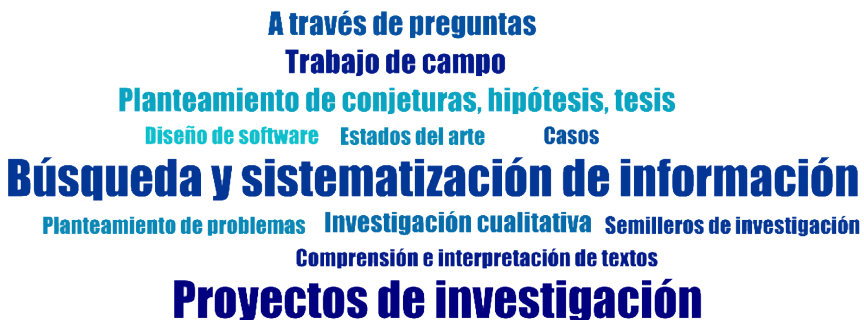 A través de preguntas
Trabajo de campo
Planteamiento de conjeturas, hipótesis, tesis
Diseño de software Estados del arte Casos
Búsqueda y sistematización de información
Planteamiento de problemas Investigación cualitativa Semilleros de investigación
Comprensión e interpretación de textos
Proyectos de investigación